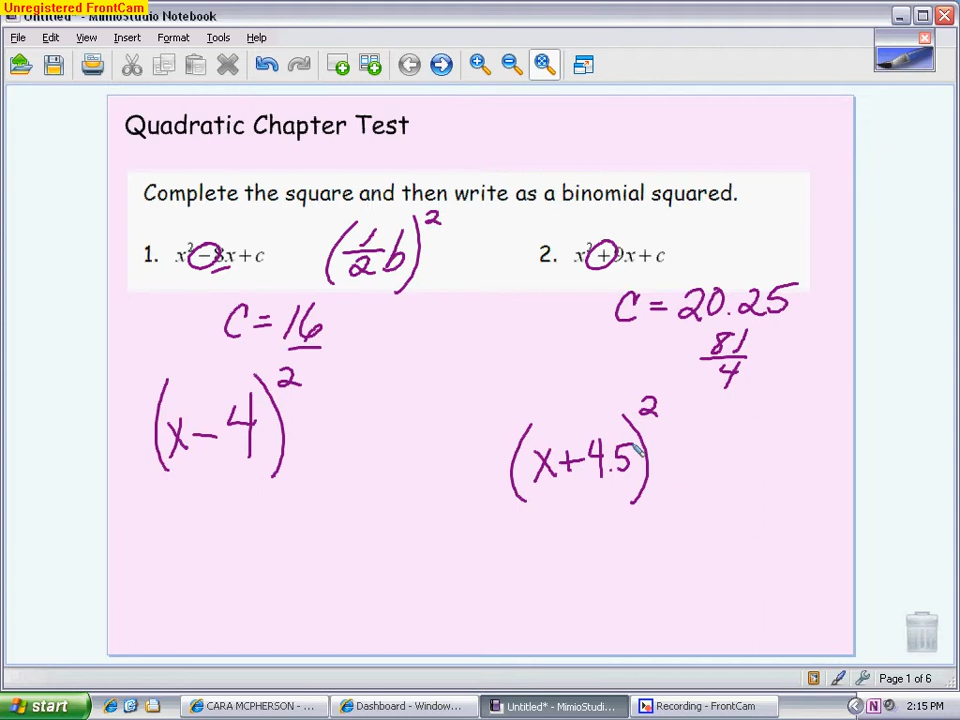 Unregistered FrontCam
Untitled* - MimioStudio Notebook
File Edit View Insert Format Tools Help
Quadratic Chapter Test
Complete the square and then write as a binomial squared.
1. x² − 8x + c
(1/2 b)²
2. x² + 9x + c
C = 16
C = 20.25
81/4
(x − 4)²
(x + 4.5)²
Page 1 of 6
start
CARA MCPHERSON - ...
Dashboard - Window...
Untitled* - MimioStu...
Recording - FrontCam
2:15 PM